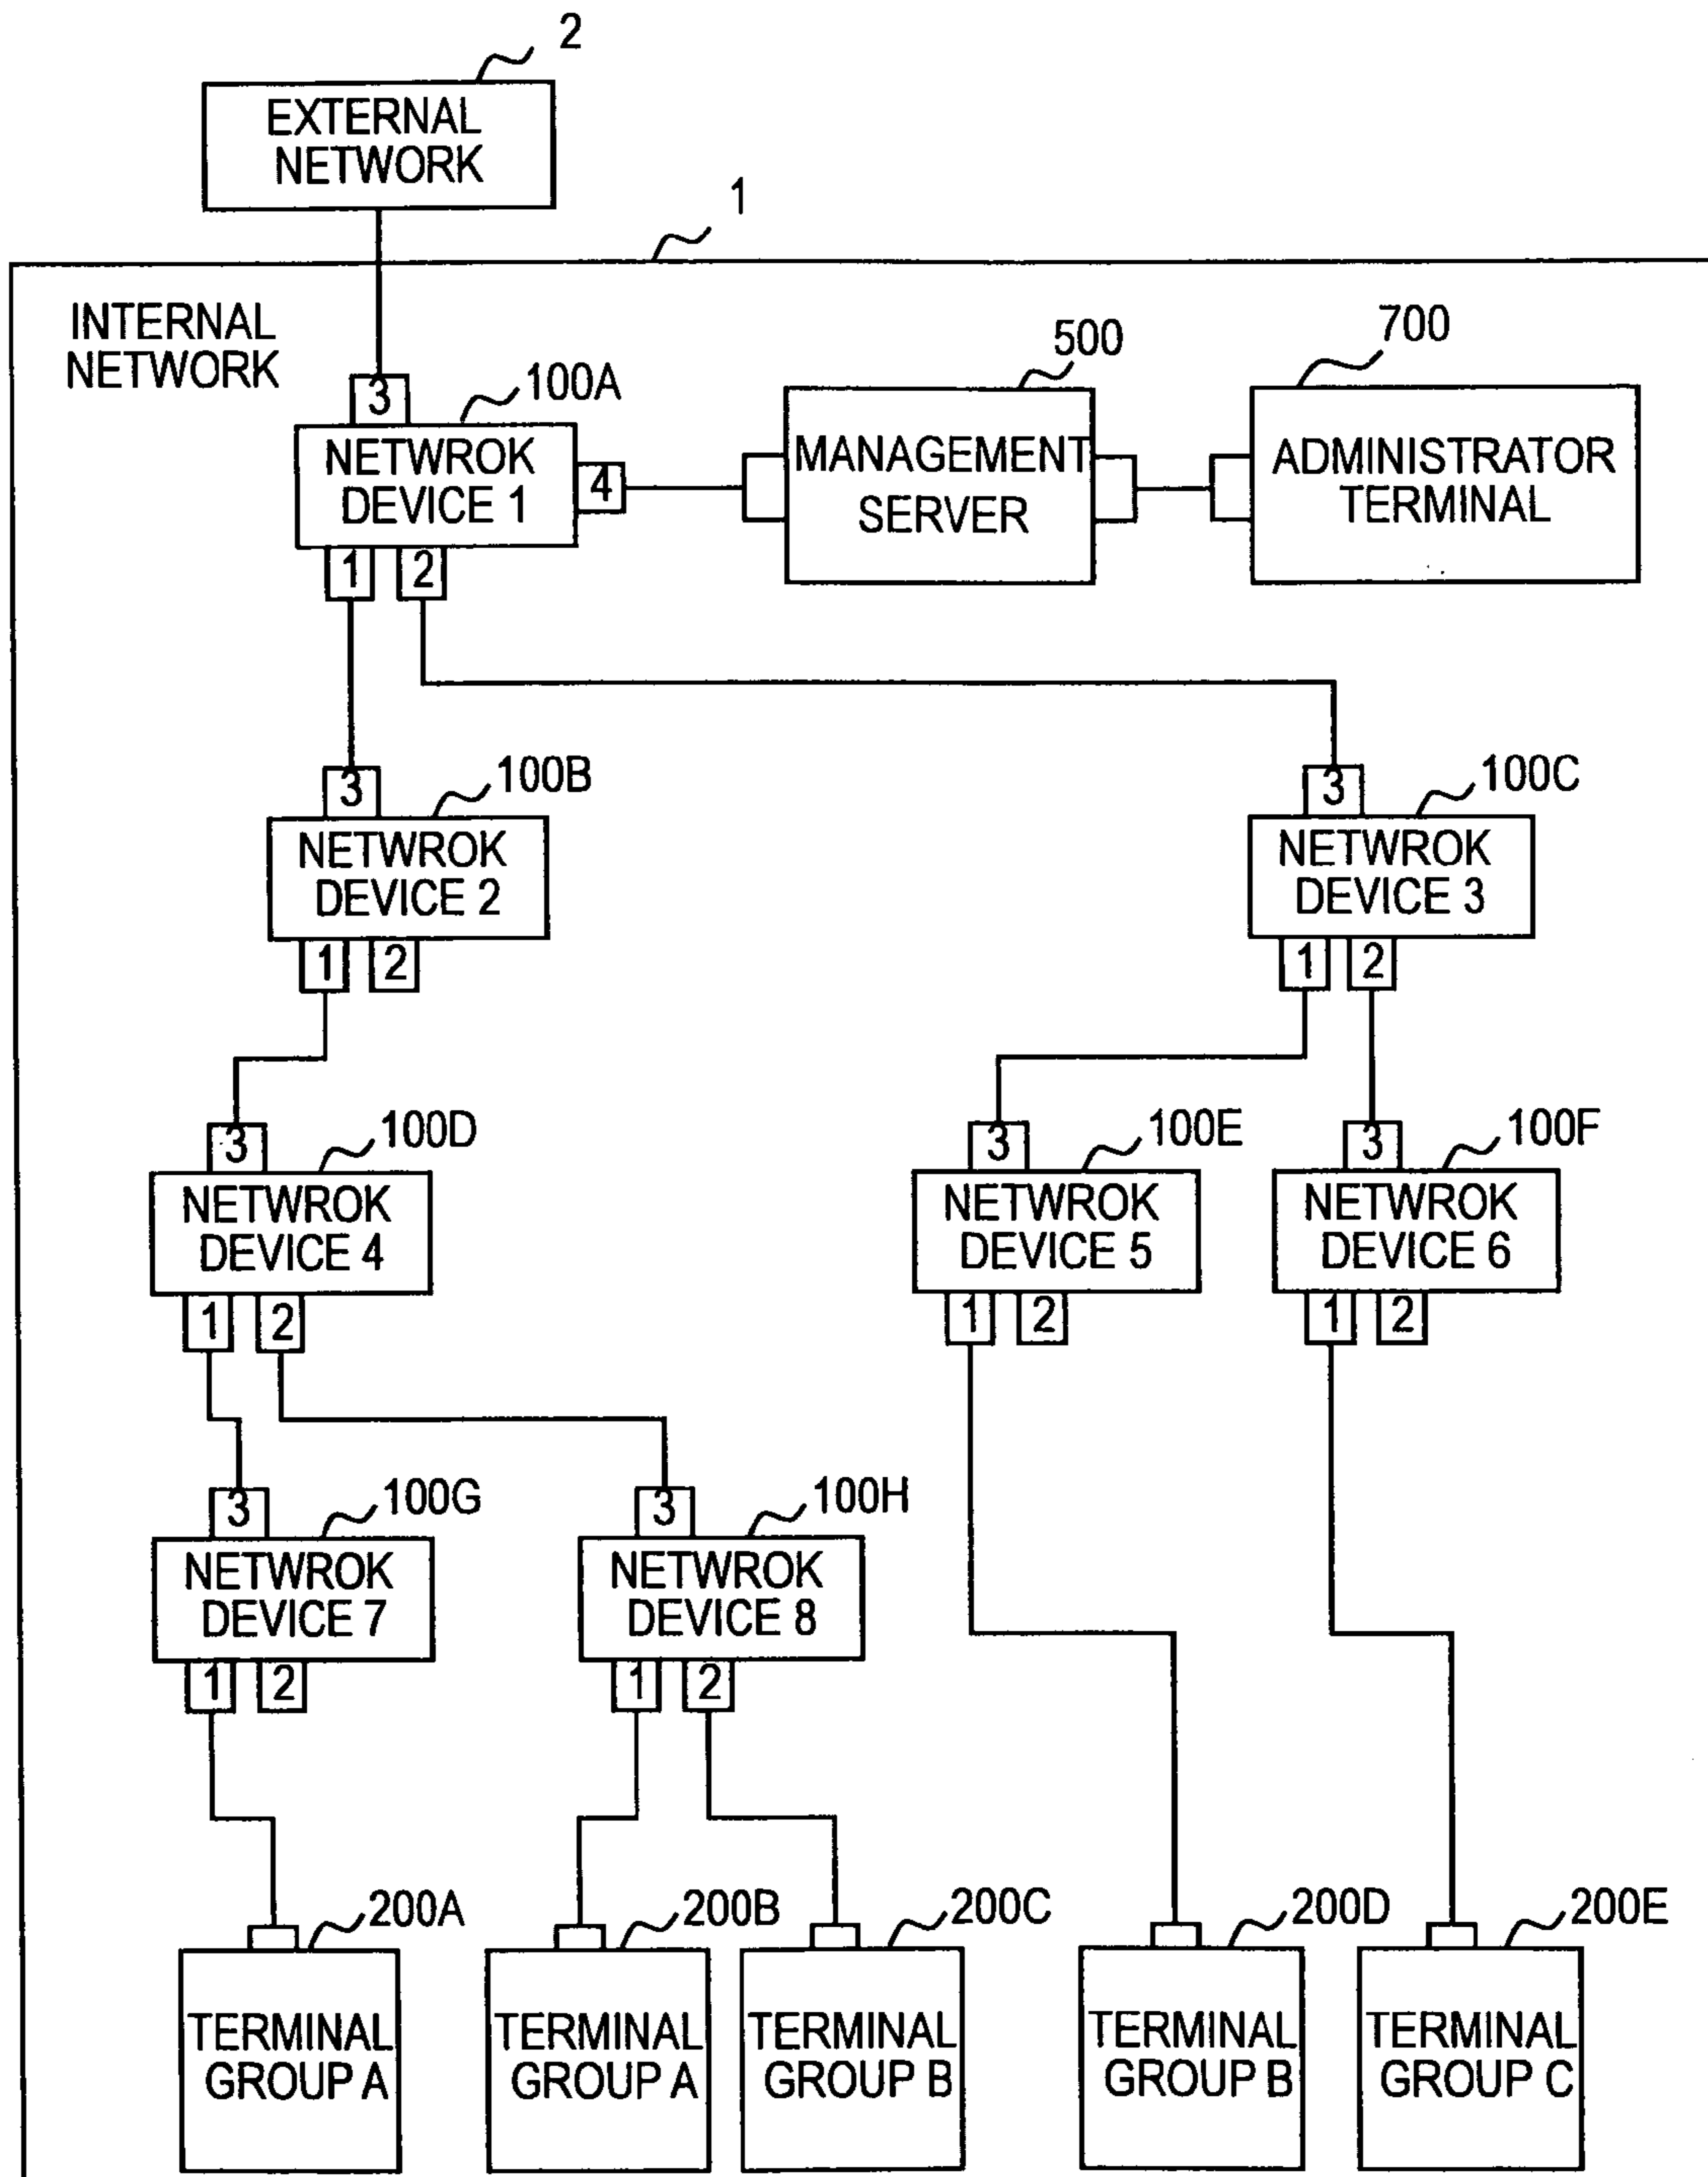 2
EXTERNAL
NETWORK
1
INTERNAL
NETWORK
500
700
3
100A
NETWROK
DEVICE 1
4
MANAGEMENT
SERVER
ADMINISTRATOR
TERMINAL
1 2
3
100B
NETWROK
DEVICE 2
1 2
3
100C
NETWROK
DEVICE 3
1 2
3
100D
NETWROK
DEVICE 4
1 2
3
100E
NETWROK
DEVICE 5
1 2
3
100F
NETWROK
DEVICE 6
1 2
3
100G
NETWROK
DEVICE 7
1 2
3
100H
NETWROK
DEVICE 8
1 2
200A
TERMINAL
GROUP A
200B
TERMINAL
GROUP A
200C
TERMINAL
GROUP B
200D
TERMINAL
GROUP B
200E
TERMINAL
GROUP C